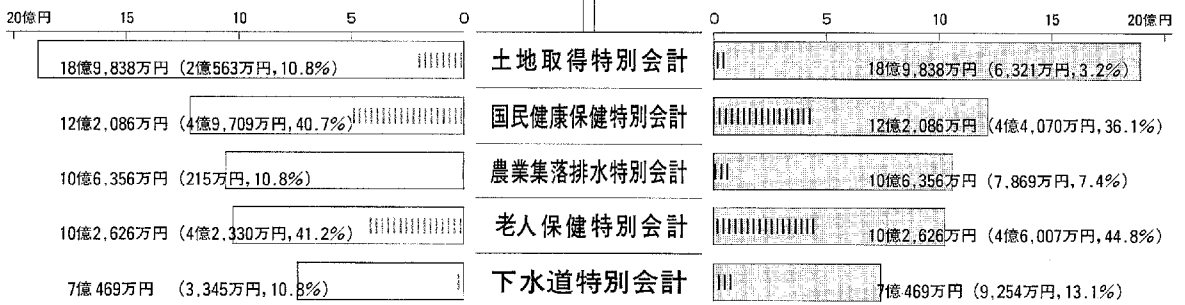 20億円 15 10 5 0 0 5 10 15 20億円
18億9,838万円 (2億563万円,10.8%) 土地取得特別会計 18億9,838万円 (6,321万円,3.2%)
12億2,086万円 (4億9,709万円,40.7%) 国民健康保健特別会計 12億2,086万円 (4億4,070万円,36.1%)
10億6,356万円 (215万円,10.8%) 農業集落排水特別会計 10億6,356万円 (7,869万円,7.4%)
10億2,626万円 (4億2,330万円,41.2%) 老人保健特別会計 10億2,626万円 (4億6,007万円,44.8%)
7億469万円 (3,345万円,10.8%) 下水道特別会計 7億469万円 (9,254万円,13.1%)